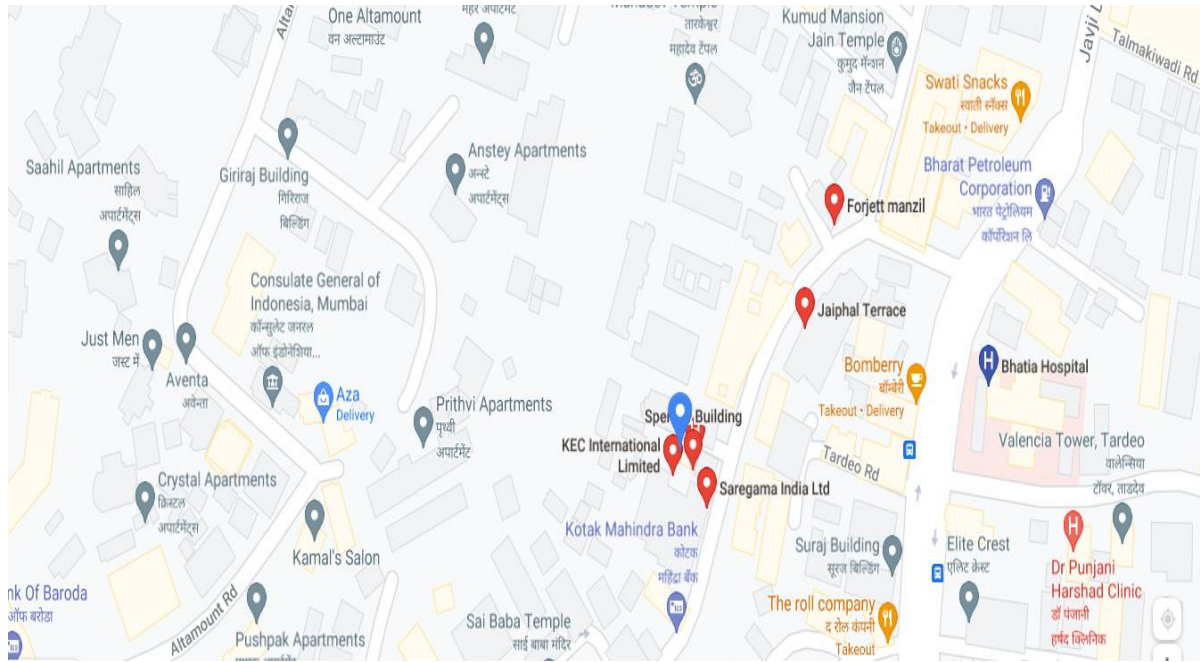 One Altamount
वन अल्टामाउंट
तारकेश्वर
महादेव टेंपल
Kumud Mansion
Jain Temple
कुमुद मॅन्शन
जैन टेंपल
Talmakiwadi Rd
Swati Snacks
स्वाती स्नॅक्स
Takeout • Delivery
Anstey Apartments
अन्स्टे
अपार्टमेंट्स
Saahil Apartments
साहिल
अपार्टमेंट्स
Giriraj Building
गिरिराज
बिल्डिंग
Bharat Petroleum
Corporation
भारत पेट्रोलियम
कॉर्पोरेशन लि
Forjett manzil
Consulate General of
Indonesia, Mumbai
कॉन्सुलेट जनरल
ऑफ इंडोनेशिया...
Jaiphal Terrace
Just Men
जस्ट में
Aventa
अवेन्ता
Aza
Delivery
Bomberry
बॉम्बेरी
Takeout • Delivery
Bhatia Hospital
Prithvi Apartments
पृथ्वी
अपार्टमेंट
Building
KEC International
Limited
Saregama India Ltd
Tardeo Rd
Valencia Tower, Tardeo
वालेन्सिया
टॉवर, ताडदेव
Crystal Apartments
क्रिस्टल
अपार्टमेंट्स
Kamal's Salon
Kotak Mahindra Bank
कोटक
महिंद्रा बँक
Suraj Building
सूरज बिल्डिंग
Elite Crest
एलिट क्रेस्ट
Dr Punjani
Harshad Clinic
डॉ पंजानी
हर्षद क्लिनिक
Of Baroda
ऑफ बरोडा
Altamount Rd
Pushpak Apartments
Sai Baba Temple
साई बाबा मंदिर
The roll company
द रोल कंपनी
Takeout